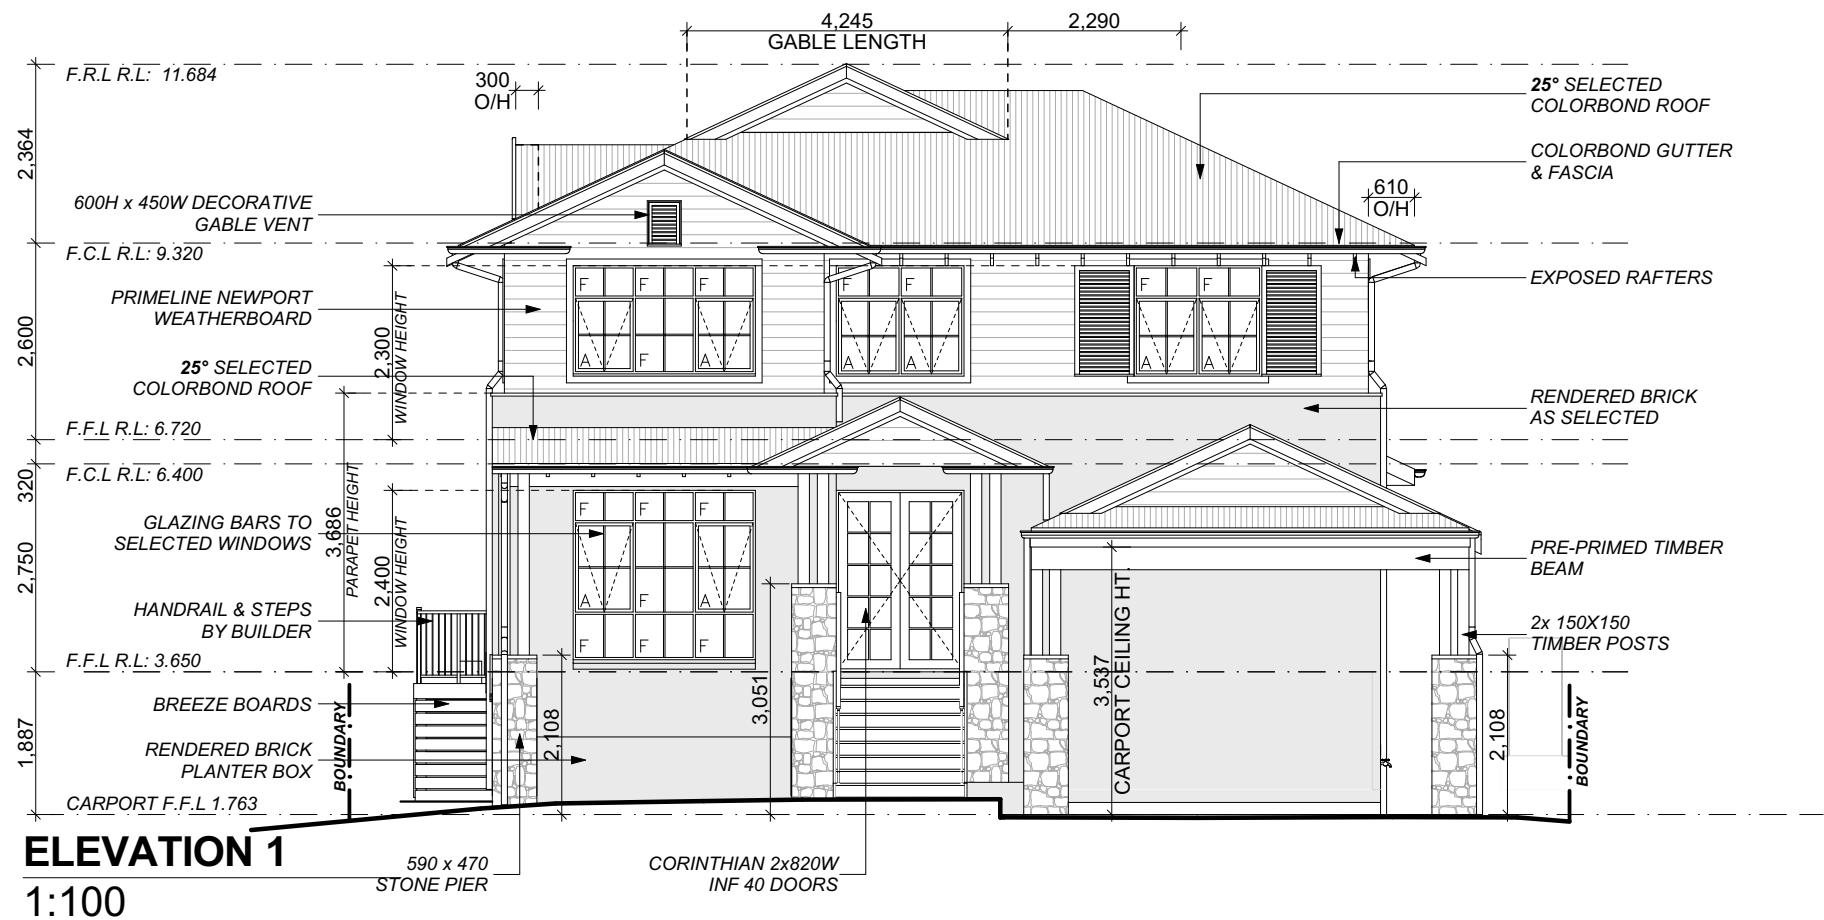 4,245
GABLE LENGTH
2,290
F.R.L R.L: 11.684
300
O/H
25° SELECTED
COLORBOND ROOF
COLORBOND GUTTER
& FASCIA
2,364
610
O/H
600H x 450W DECORATIVE
GABLE VENT
F.C.L R.L: 9.320
EXPOSED RAFTERS
F F F
F F
F F
PRIMELINE NEWPORT
WEATHERBOARD
2,600
2,300
WINDOW HEIGHT
A F A
A A
A A
25° SELECTED
COLORBOND ROOF
RENDERED BRICK
AS SELECTED
F.F.L R.L: 6.720
320
F.C.L R.L: 6.400
3,686
PARAPET HEIGHT
2,400
WINDOW HEIGHT
F F F
GLAZING BARS TO
SELECTED WINDOWS
A F A
F F F
PRE-PRIMED TIMBER
BEAM
2,750
HANDRAIL & STEPS
BY BUILDER
2x 150X150
TIMBER POSTS
F.F.L R.L: 3.650
3,537
CARPORT CEILING HT.
3,051
2,108
2,108
BREEZE BOARDS
BOUNDARY
BOUNDARY
1,887
RENDERED BRICK
PLANTER BOX
CARPORT F.F.L 1.763
ELEVATION 1
1:100
590 x 470
STONE PIER
CORINTHIAN 2x820W
INF 40 DOORS